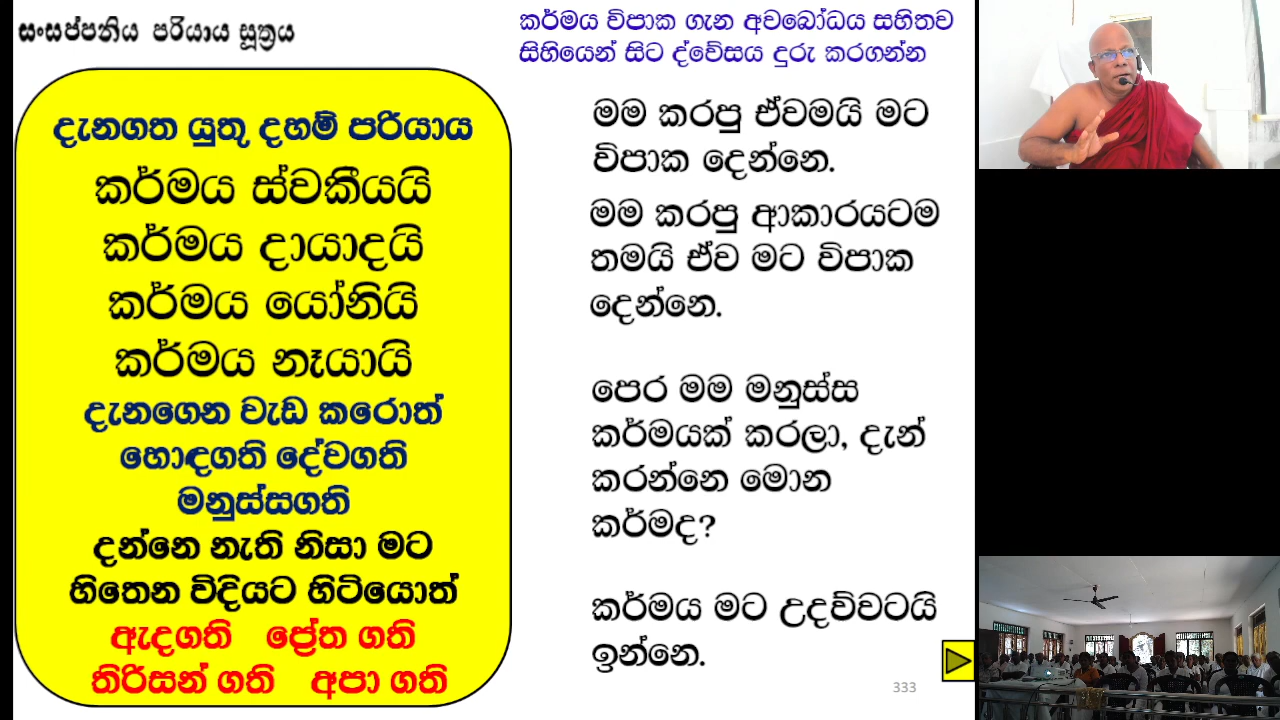 සංසප්පනිය පරියාය සූත්‍රය
කර්මය විපාක ගැන අවබෝධය සහිතව
සිහියෙන් සිට ද්වේසය දුරු කරගන්න
දැනගත යුතු දහම් පරියාය
කර්මය ස්වකීයයි
කර්මය දායාදයි
කර්මය යෝනියි
කර්මය නෑයායි
දැනගෙන වැඩ කරොත්
හොඳගති දේවගති
මනුස්සගති
දන්නෙ නැති නිසා මට
හිතෙන විදියට හිටියොත්
ඇදගති ප්‍රේත ගති
තිරිසන් ගති අපා ගති
මම කරපු ඒවමයි මට
විපාක දෙන්නෙ.
මම කරපු ආකාරයටම
තමයි ඒව මට විපාක
දෙන්නෙ.
පෙර මම මනුස්ස
කර්මයක් කරලා, දැන්
කරන්නෙ මොන
කර්මද?
කර්මය මට උදව්වටයි
ඉන්නෙ.
333